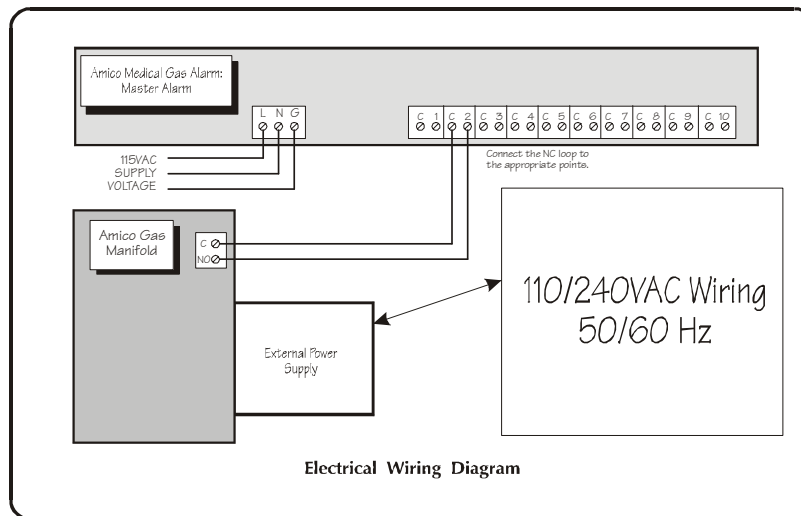 Amico Medical Gas Alarm:
Master Alarm
L N G
C 1 C 2 C 3 C 4 C 5 C 6 C 7 C 8 C 9 C 10
115VAC
SUPPLY
VOLTAGE
Connect the NC loop to
the appropriate points.
Amico Gas
Manifold
C
NO
110/240VAC Wiring
50/60 Hz
External Power
Supply
Electrical Wiring Diagram